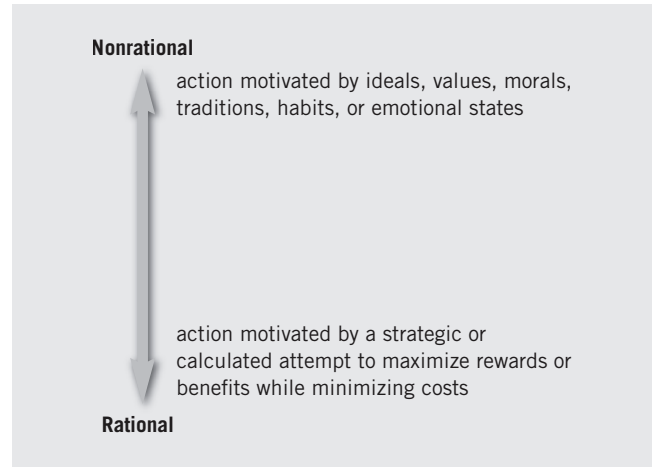 Nonrational
action motivated by ideals, values, morals,
traditions, habits, or emotional states
action motivated by a strategic or
calculated attempt to maximize rewards or
benefits while minimizing costs
Rational